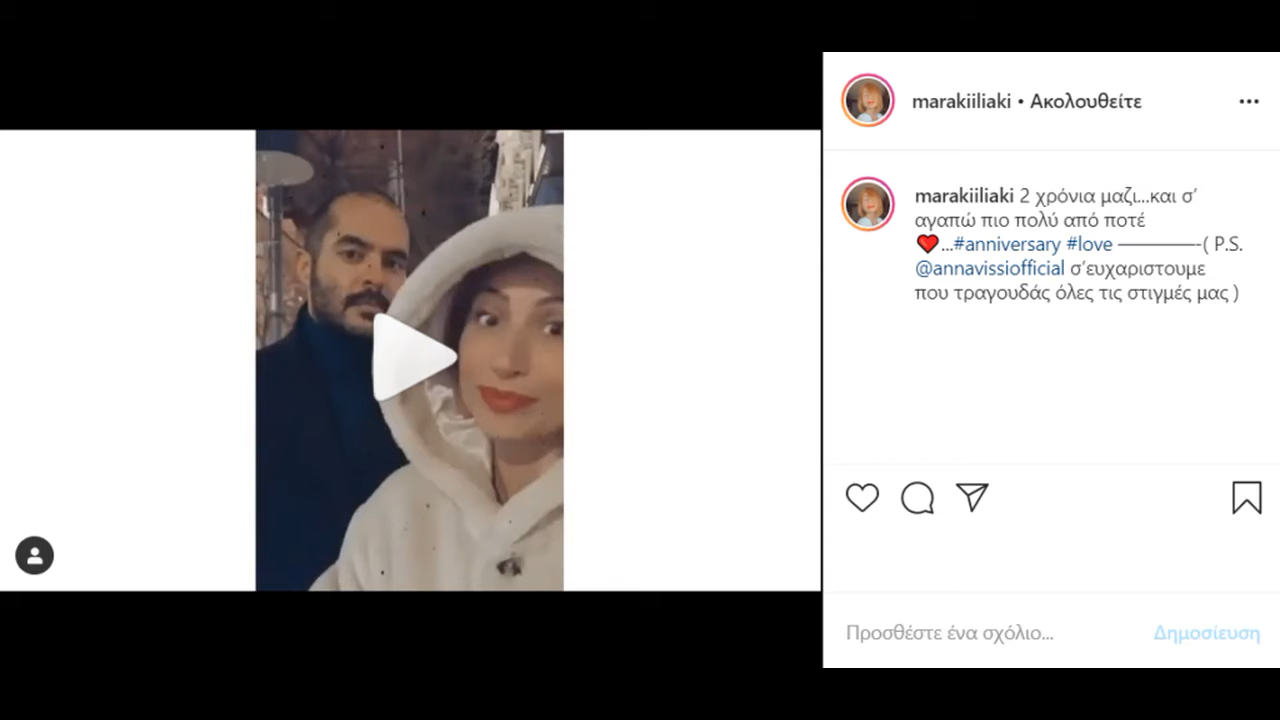 marakiiliaki • Ακολουθείτε
marakiiliaki 2 χρόνια μαζι...και σ'
αγαπώ πιο πολύ από ποτέ
❤️...#anniversary #love —————-( P.S.
@annavissiofficial σ'ευχαριστουμε
που τραγουδάς όλες τις στιγμές μας )
Προσθέστε ένα σχόλιο... Δημοσίευση